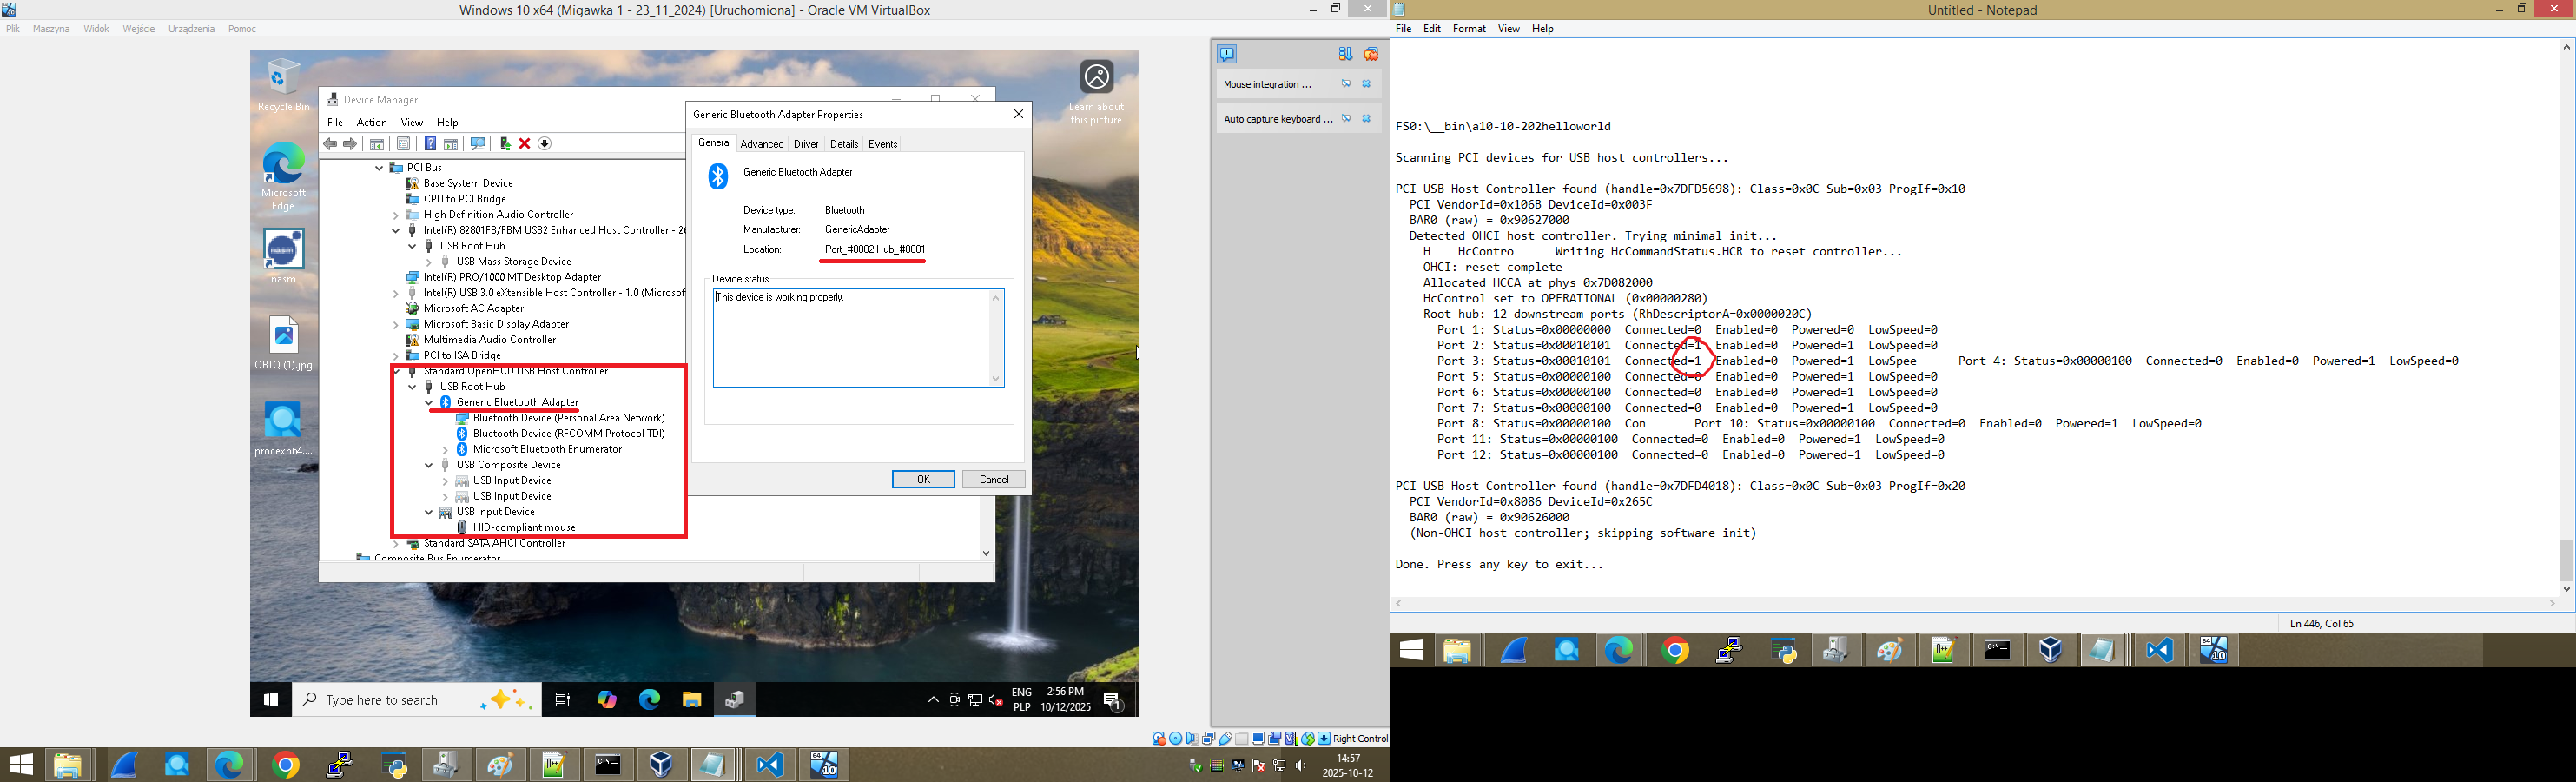 Windows 10 x64 (Migawka 1 - 23_11_2024) [Uruchomiona] - Oracle VM VirtualBox
Plik Maszyna Widok Wejście Urządzenia Pomoc
Recycle Bin
Microsoft Edge
nasm
nasm
OBTQ (1).jpg
procexp64....
Learn about this picture
Device Manager
File Action View Help
PCI Bus
Base System Device
CPU to PCI Bridge
High Definition Audio Controller
Intel(R) 82801FB/FBM USB2 Enhanced Host Controller - 26
USB Root Hub
USB Mass Storage Device
Intel(R) PRO/1000 MT Desktop Adapter
Intel(R) USB 3.0 eXtensible Host Controller - 1.0 (Microsof
Microsoft AC Adapter
Microsoft Basic Display Adapter
Multimedia Audio Controller
PCI to ISA Bridge
Standard OpenHCD USB Host Controller
USB Root Hub
Generic Bluetooth Adapter
Bluetooth Device (Personal Area Network)
Bluetooth Device (RFCOMM Protocol TDI)
Microsoft Bluetooth Enumerator
USB Composite Device
USB Input Device
USB Input Device
USB Input Device
HID-compliant mouse
Standard SATA AHCI Controller
Composite Bus Enumerator
Generic Bluetooth Adapter Properties
General Advanced Driver Details Events
Generic Bluetooth Adapter
Device type: Bluetooth
Manufacturer: GenericAdapter
Location: Port_#0002.Hub_#0001
Device status
This device is working properly.
OK Cancel
Type here to search
ENG
PLP
2:56 PM
10/12/2025
1
Mouse integration ...
Auto capture keyboard ...
Right Control
14:57
2025-10-12
Untitled - Notepad
File Edit Format View Help
FS0:\__bin\a10-10-202helloworld
Scanning PCI devices for USB host controllers...
PCI USB Host Controller found (handle=0x7DFD5698): Class=0x0C Sub=0x03 ProgIf=0x10
PCI VendorId=0x106B DeviceId=0x003F
BAR0 (raw) = 0x90627000
Detected OHCI host controller. Trying minimal init...
H    HcContro      Writing HcCommandStatus.HCR to reset controller...
OHCI: reset complete
Allocated HCCA at phys 0x7D082000
HcControl set to OPERATIONAL (0x00000280)
Root hub: 12 downstream ports (RhDescriptorA=0x0000020C)
Port 1: Status=0x00000000  Connected=0  Enabled=0  Powered=0  LowSpeed=0
Port 2: Status=0x00010101  Connected=1  Enabled=0  Powered=1  LowSpeed=0
Port 3: Status=0x00010101  Connected=1  Enabled=0  Powered=1  LowSpee      Port 4: Status=0x00000100  Connected=0  Enabled=0  Powered=1  LowSpeed=0
Port 5: Status=0x00000100  Connected=0  Enabled=0  Powered=1  LowSpeed=0
Port 6: Status=0x00000100  Connected=0  Enabled=0  Powered=1  LowSpeed=0
Port 7: Status=0x00000100  Connected=0  Enabled=0  Powered=1  LowSpeed=0
Port 8: Status=0x00000100  Con       Port 10: Status=0x00000100  Connected=0  Enabled=0  Powered=1  LowSpeed=0
Port 11: Status=0x00000100  Connected=0  Enabled=0  Powered=1  LowSpeed=0
Port 12: Status=0x00000100  Connected=0  Enabled=0  Powered=1  LowSpeed=0
PCI USB Host Controller found (handle=0x7DFD4018): Class=0x0C Sub=0x03 ProgIf=0x20
PCI VendorId=0x8086 DeviceId=0x265C
BAR0 (raw) = 0x90626000
(Non-OHCI host controller; skipping software init)
Done. Press any key to exit...
Ln 446, Col 65